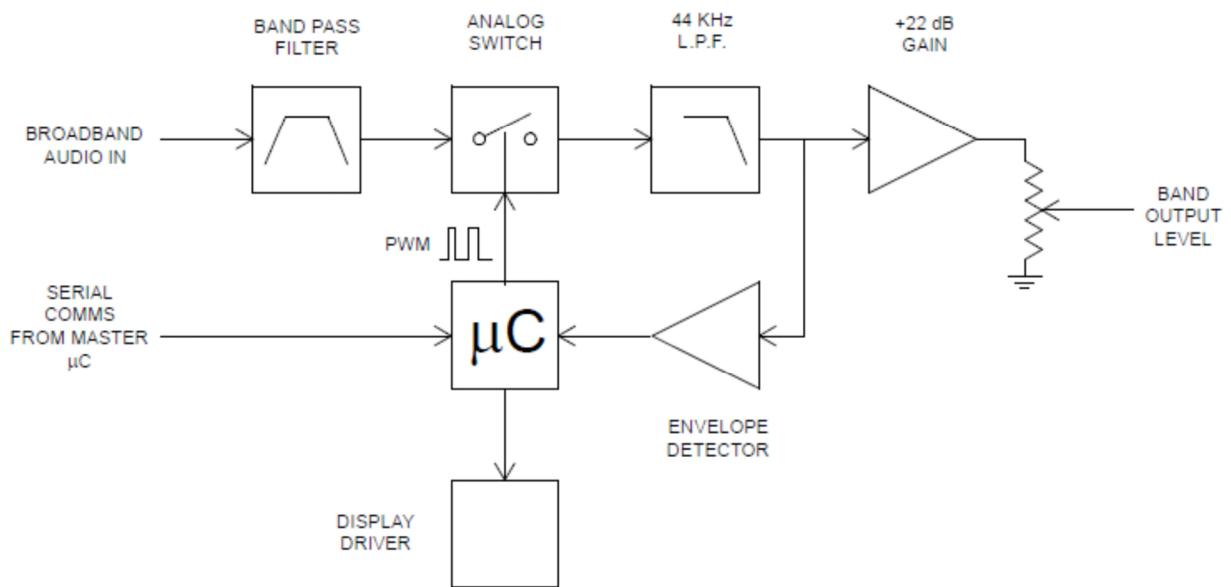 BAND PASS
FILTER
ANALOG
SWITCH
44 KHz
L.P.F.
+22 dB
GAIN
BROADBAND
AUDIO IN
BAND
OUTPUT
LEVEL
PWM
SERIAL
COMMS
FROM MASTER
μC
μC
ENVELOPE
DETECTOR
DISPLAY
DRIVER